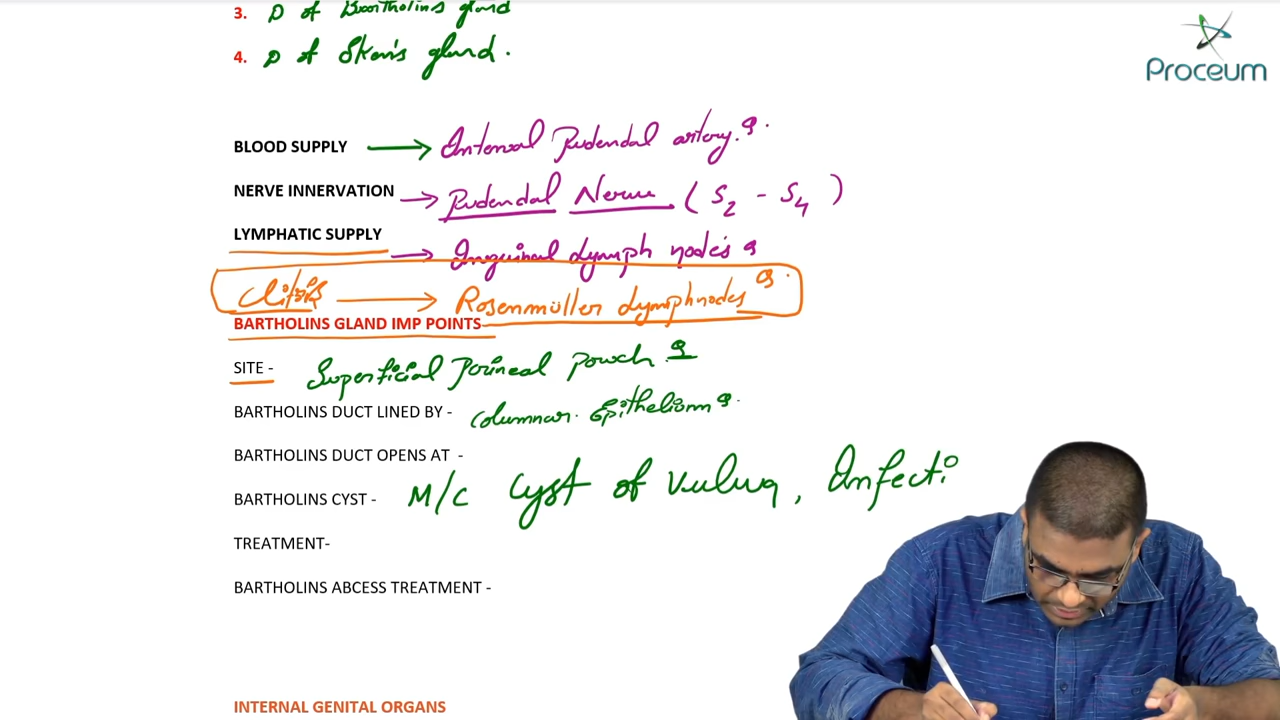 3. D of Bartholins gland
4. D of Sken's gland.
Proceum
BLOOD SUPPLY → Internal Pudendal artery.
NERVE INNERVATION → Pudendal Nerve (S2 - S4)
LYMPHATIC SUPPLY → Inguinal Lymph nodes
Clitoris → Rosenmüller Lymphnodes
BARTHOLINS GLAND IMP POINTS
SITE - Superficial Perineal Pouch
BARTHOLINS DUCT LINED BY - Columnar Epithelium
BARTHOLINS DUCT OPENS AT -
BARTHOLINS CYST - M/C Cyst of Vulva, Infecti
TREATMENT-
BARTHOLINS ABCESS TREATMENT -
INTERNAL GENITAL ORGANS